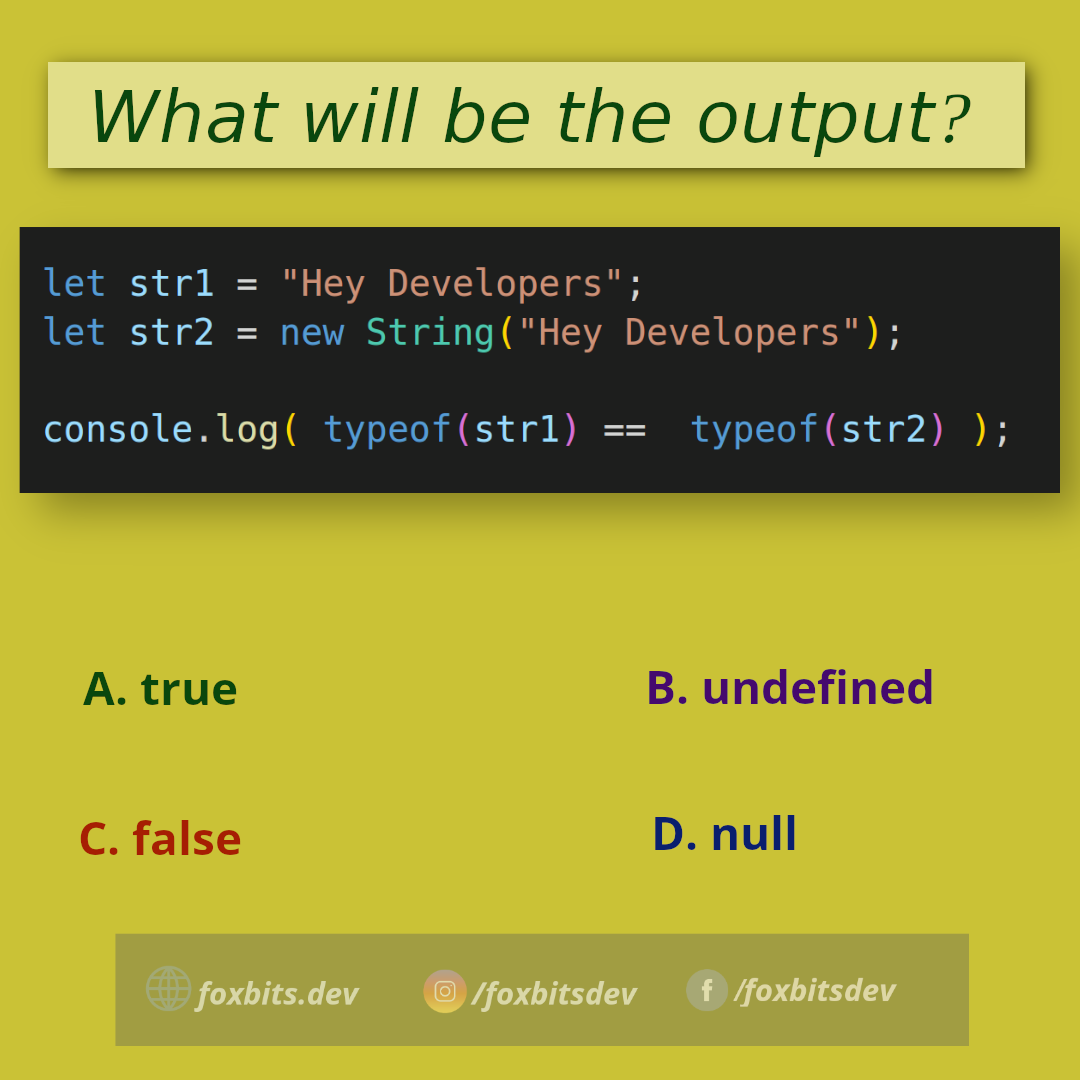 What will be the output?
let str1 = "Hey Developers";
let str2 = new String("Hey Developers");
console.log( typeof(str1) ==  typeof(str2) );
A. true
B. undefined
C. false
D. null
foxbits.dev /foxbitsdev /foxbitsdev